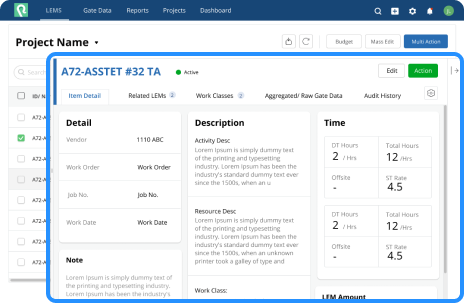 LEMS Gate Data Reports Projects Dashboard
Project Name
Budget Mass Edit Multi Action
Search
A72-ASSTET #32 TA Active Edit Action
Item Detail Related LEMs 2 Work Classes 2 Aggregated/ Raw Gate Data Audit History
Detail
Vendor 1110 ABC
Work Order Work Order
Job No. Job No.
Work Date Work Date
Note
Lorem Ipsum is simply dummy text of
the printing and typesetting industry.
Lorem Ipsum has been the industry's
Description
Activity Desc
Lorem Ipsum is simply dummy text
of the printing and typesetting
industry. Lorem Ipsum has been the
industry's standard dummy text ever
since the 1500s, when an u
Resource Desc
Lorem Ipsum is simply dummy text
of the printing and typesetting
industry. Lorem Ipsum has been the
industry's standard dummy text ever
since the 1500s, when an unknown
printer took a galley of type and
Work Class:
Time
DT Hours Total Hours
2 / Hrs 12 /Hrs
Offsite ST Rate
- 4.5
DT Hours Total Hours
2 / Hrs 12 /Hrs
Offsite ST Rate
- 4.5
LEM Amount